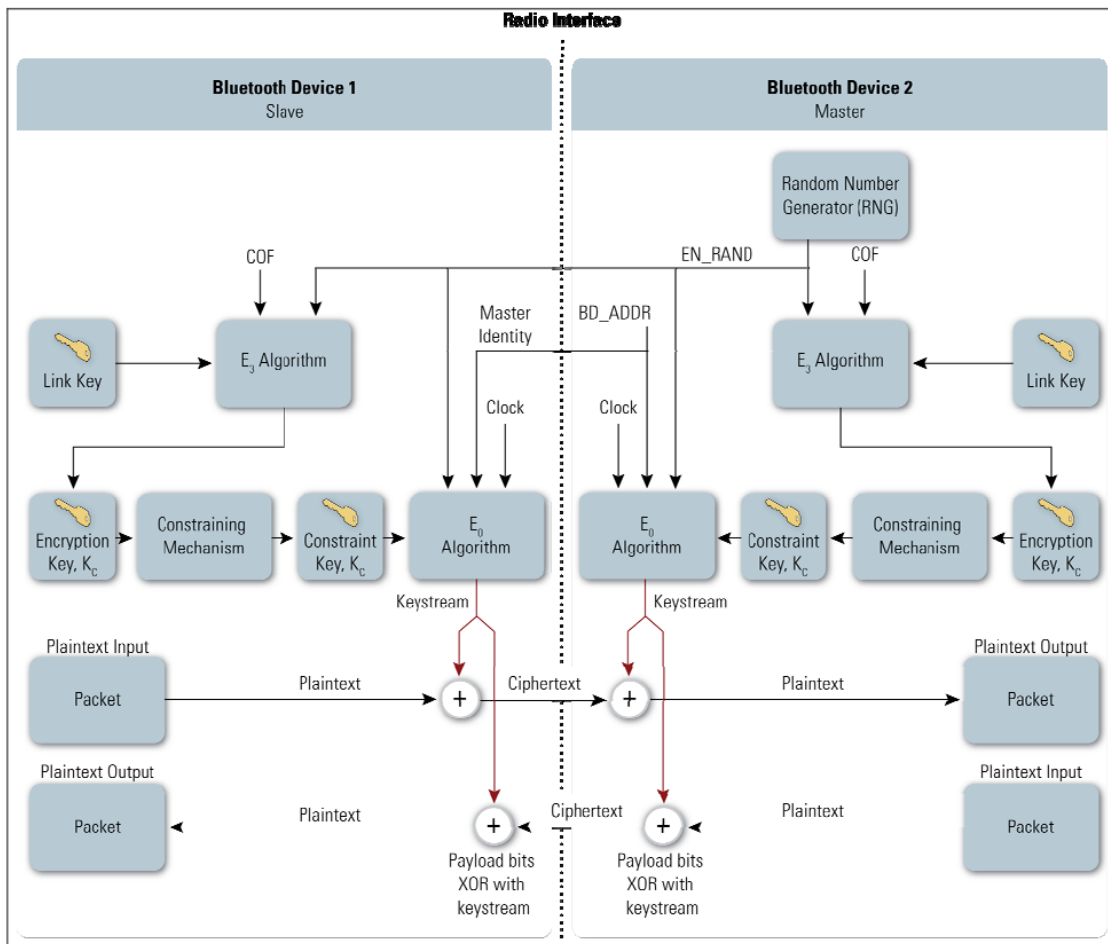 Radio Interface
Bluetooth Device 1
Slave
Bluetooth Device 2
Master
Random Number
Generator (RNG)
COF
EN_RAND
COF
Master
Identity
BD_ADDR
Link Key
E3 Algorithm
E3 Algorithm
Link Key
Clock
Clock
Encryption
Key, KC
Constraining
Mechanism
Constraint
Key, KC
E0
Algorithm
E0
Algorithm
Constraint
Key, KC
Constraining
Mechanism
Encryption
Key, KC
Keystream
Keystream
Plaintext Input
Plaintext Output
Packet
Plaintext
+
Ciphertext
+
Plaintext
Packet
Plaintext Output
Plaintext Input
Packet
Plaintext
+
Ciphertext
+
Plaintext
Packet
Payload bits
XOR with
keystream
Payload bits
XOR with
keystream